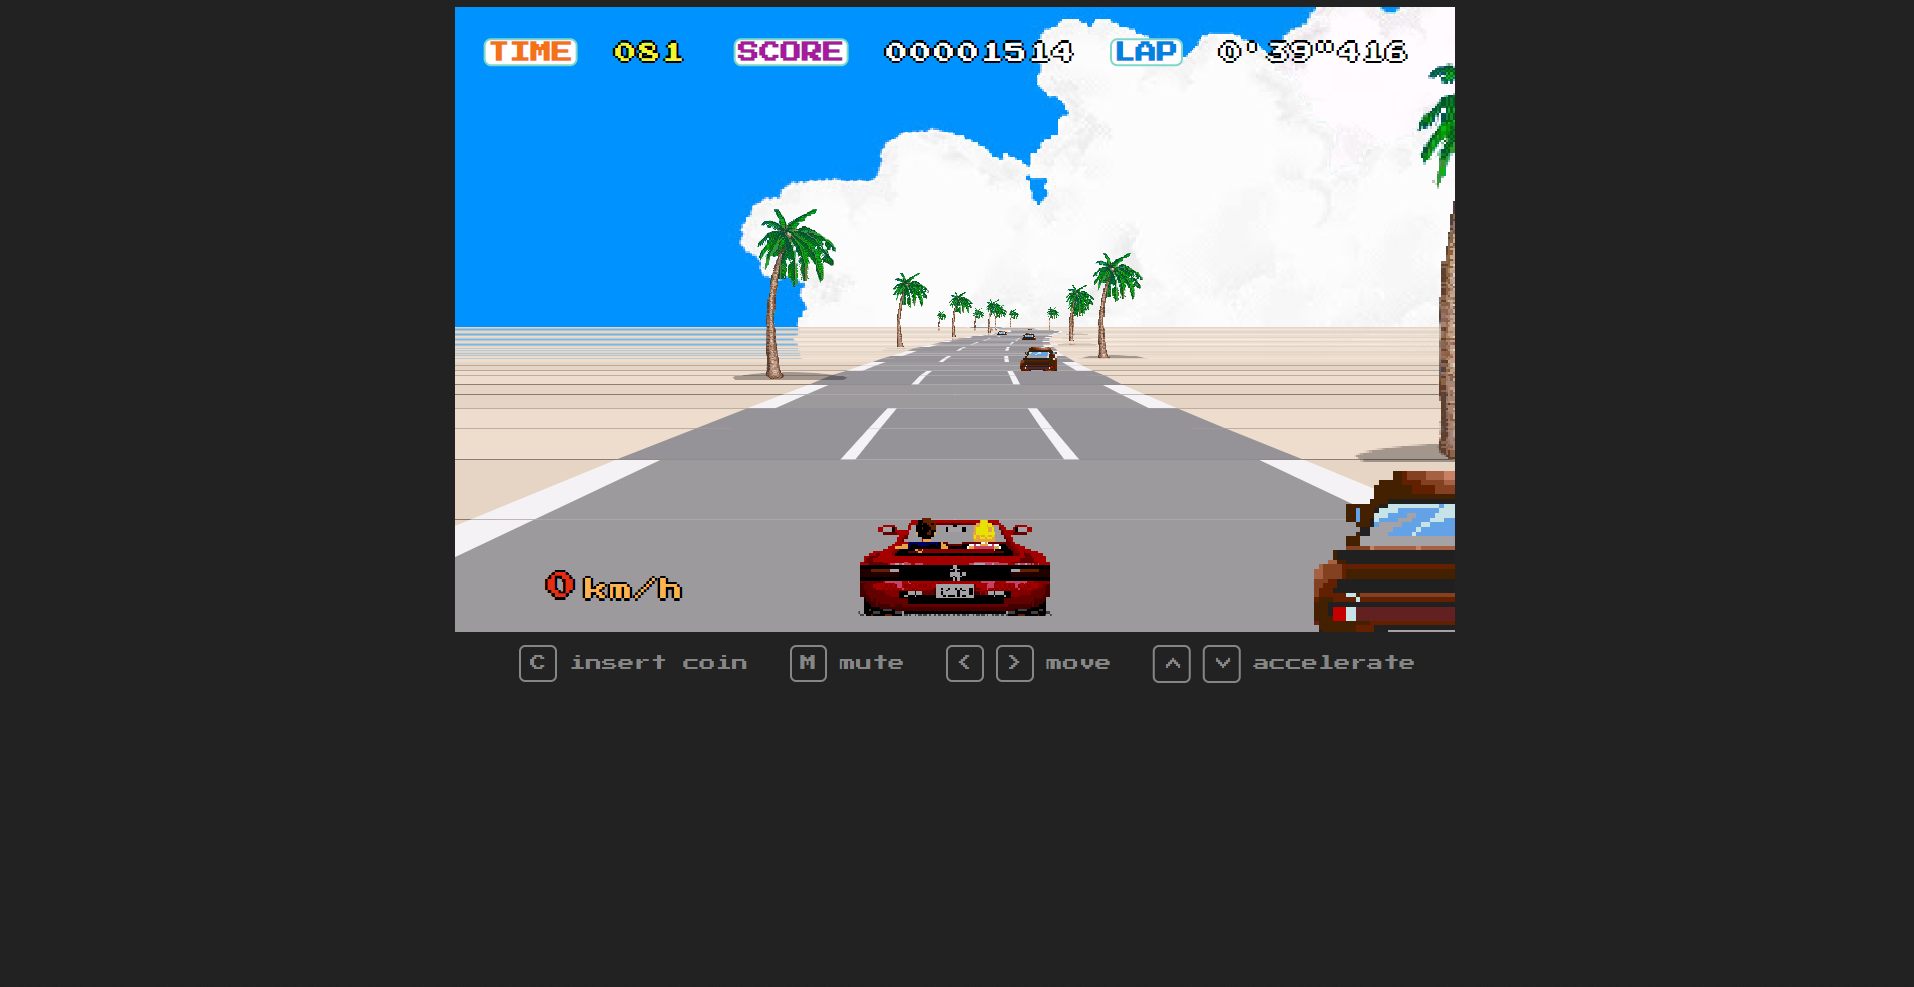 TIME 081 SCORE 00001514 LAP 0'39"416
0 km/h
C insert coin M mute < > move ^ v accelerate